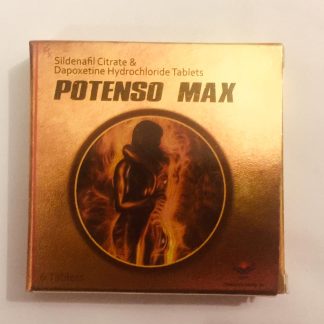 Sildenafil Citrate &
Dapoxetine Hydrochloride Tablets
POTENSO MAX
6 Tablets